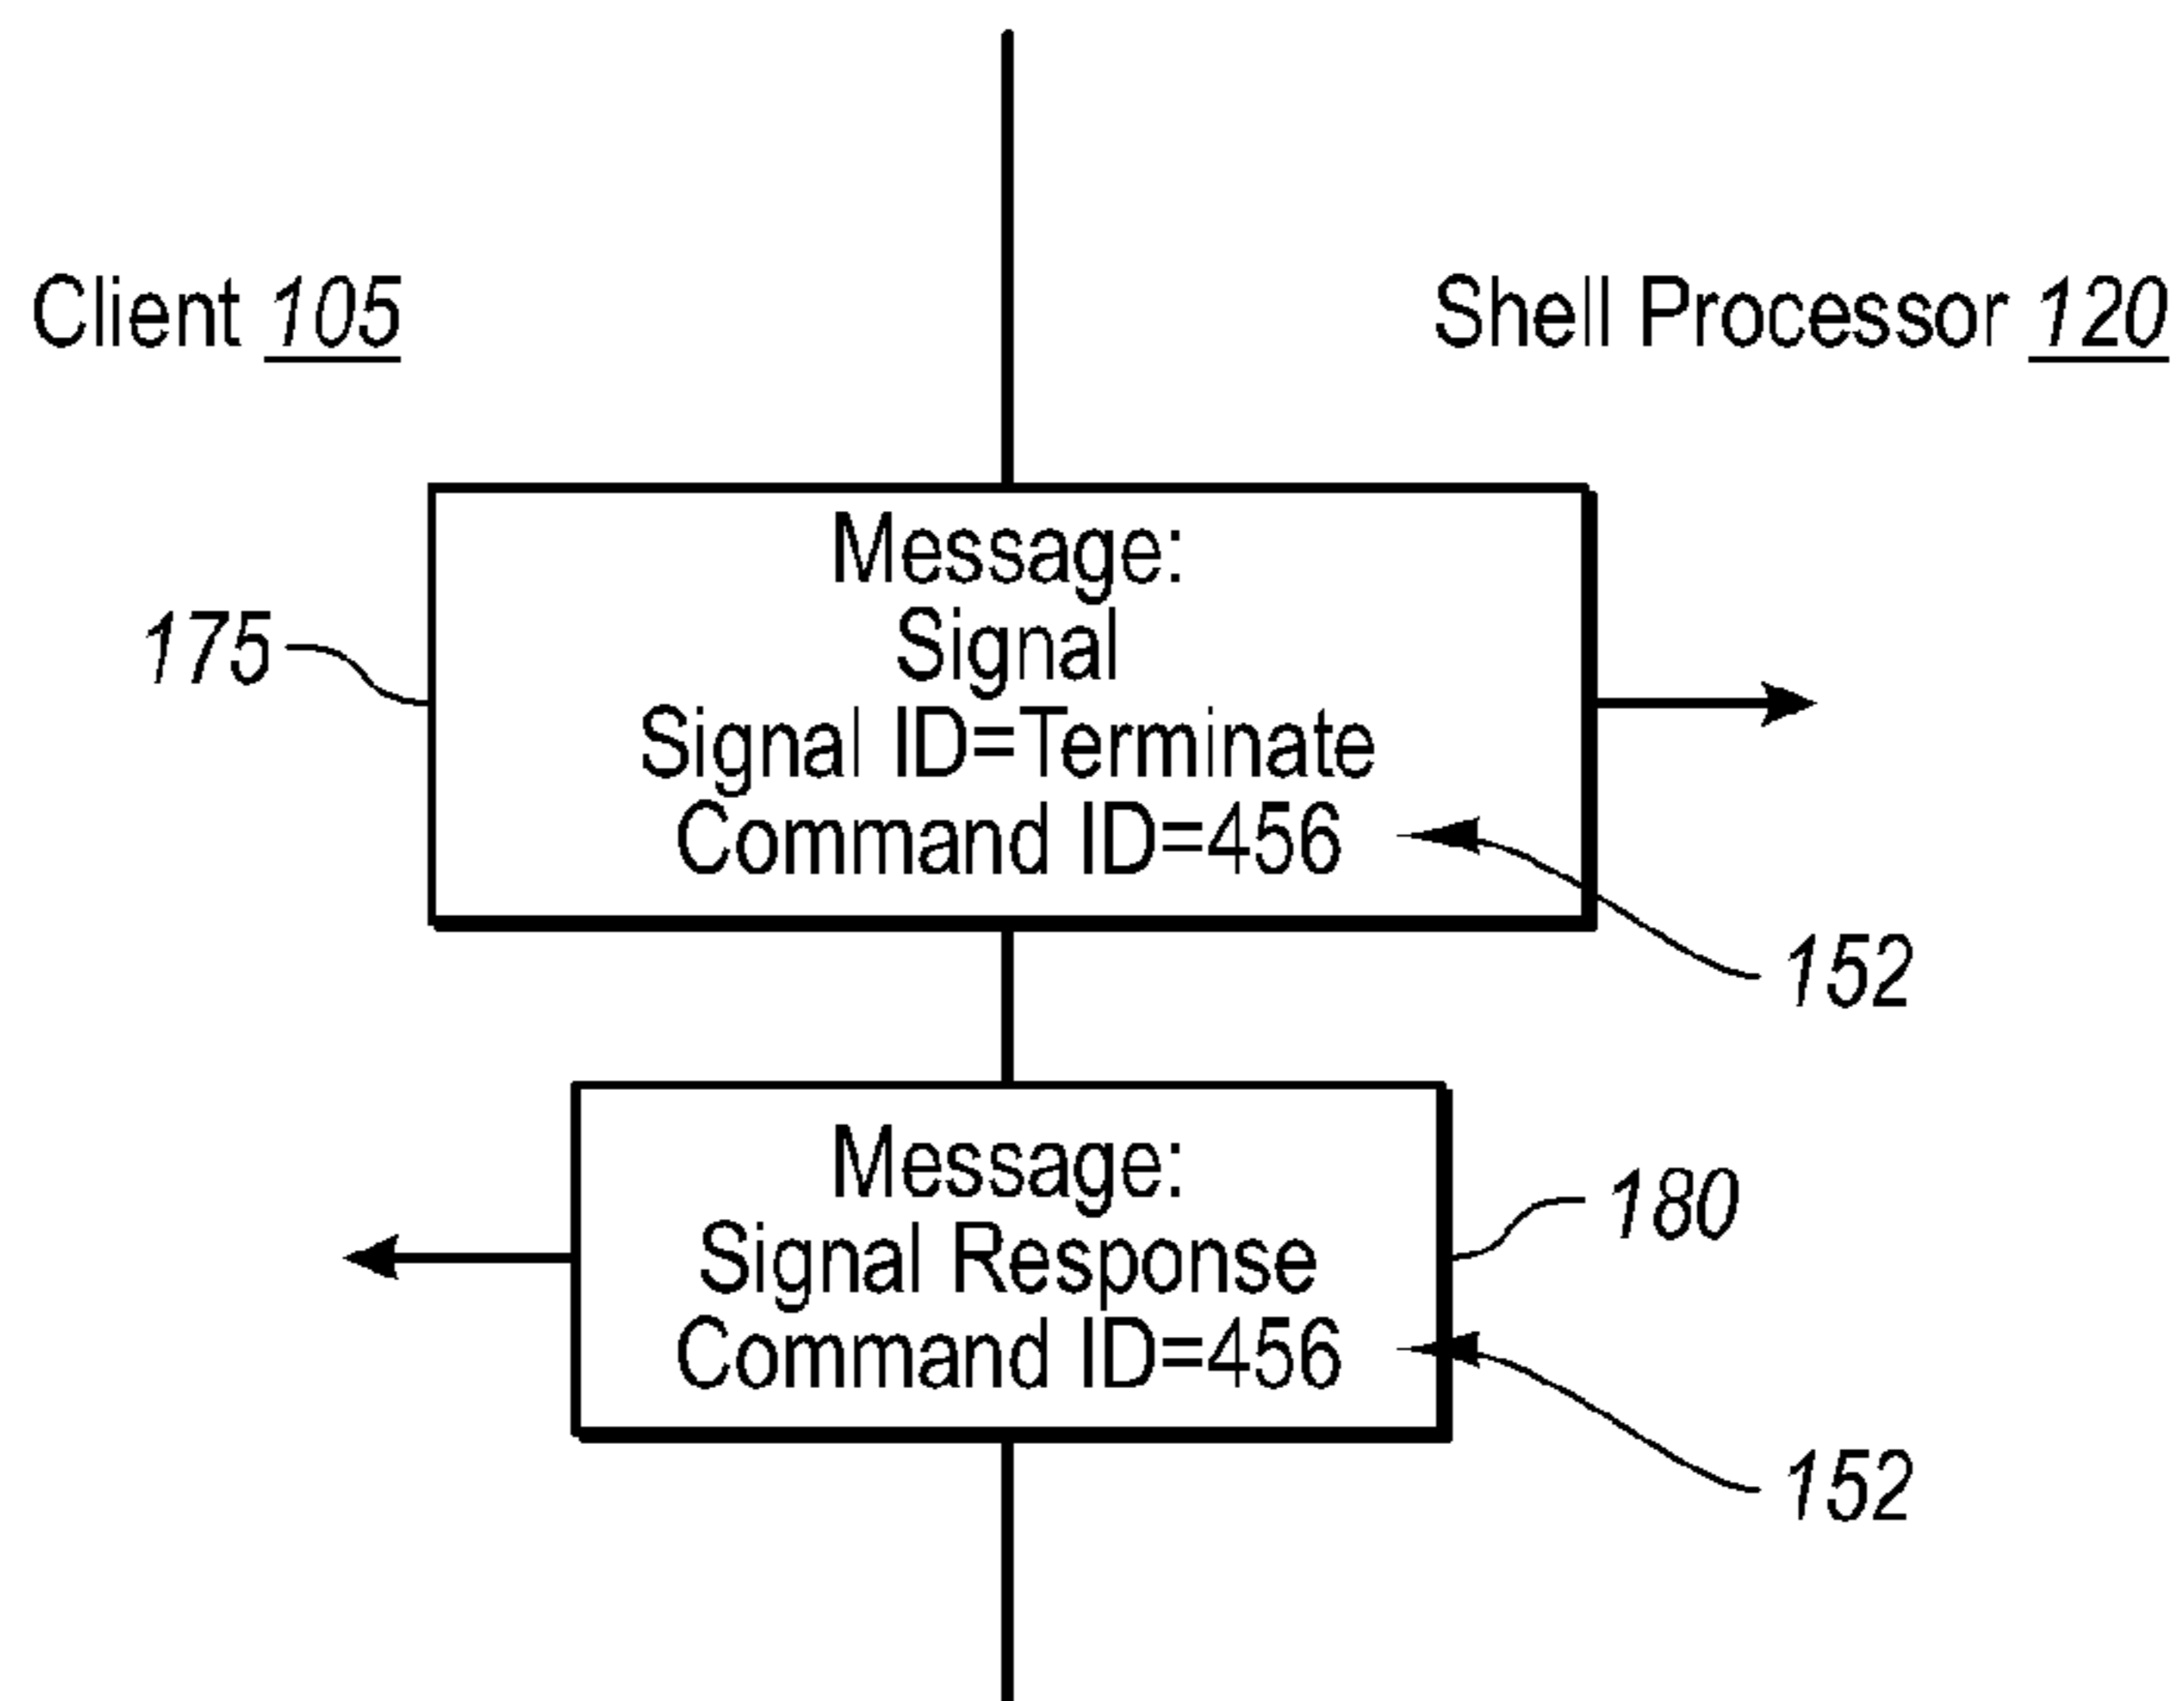 Client 105
Shell Processor 120
Message:
Signal
175
Signal ID=Terminate
Command ID=456
152
Message:
180
Signal Response
Command ID=456
152